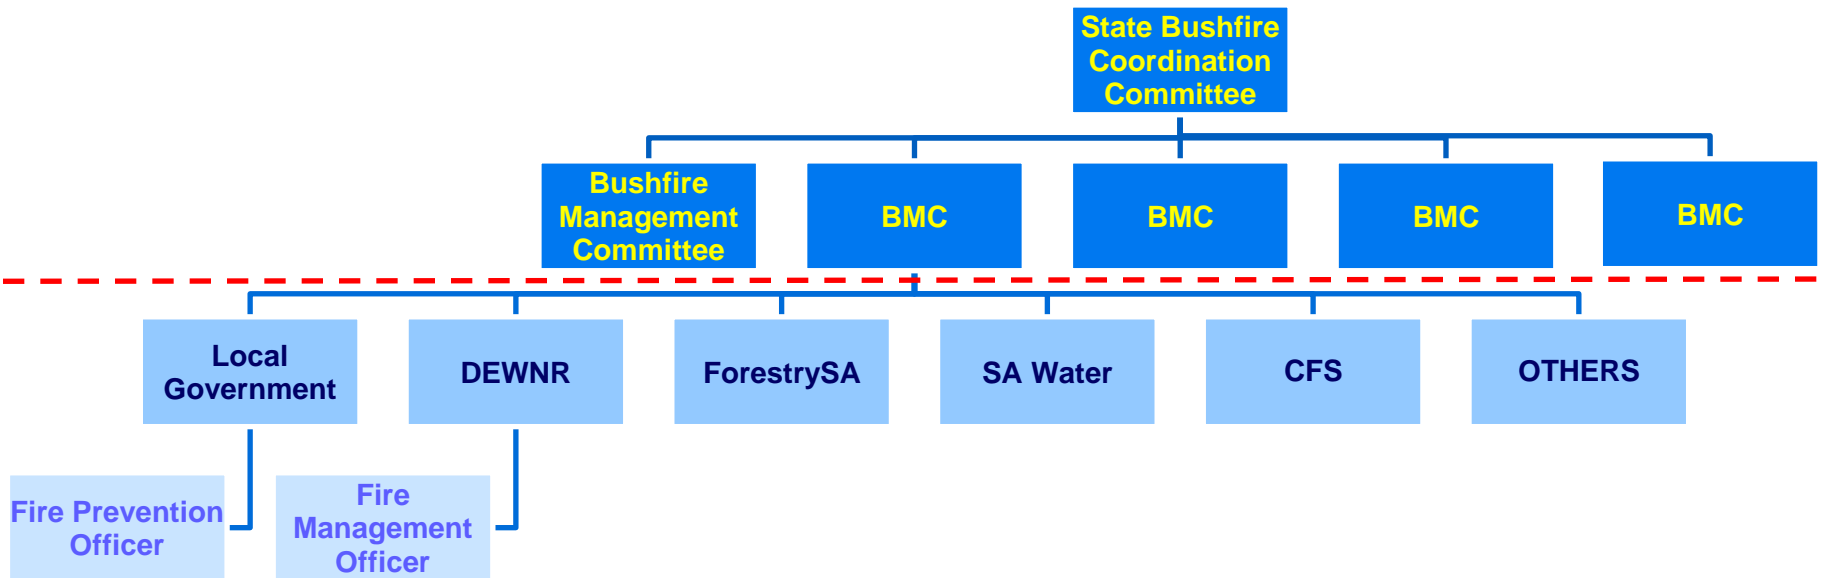 State Bushfire
Coordination
Committee
Bushfire
Management
Committee
BMC
BMC
BMC
BMC
Local
Government
DEWNR
ForestrySA
SA Water
CFS
OTHERS
Fire Prevention
Officer
Fire
Management
Officer